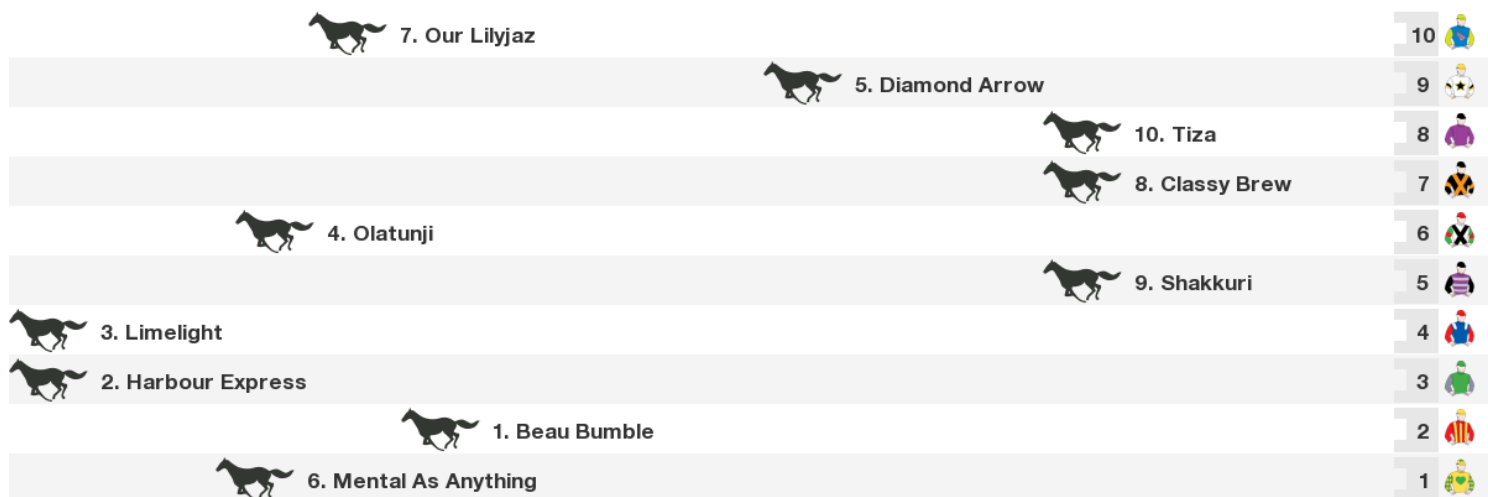 7. Our Lilyjaz 10
5. Diamond Arrow 9
10. Tiza 8
8. Classy Brew 7
4. Olatunji 6
9. Shakkuri 5
3. Limelight 4
2. Harbour Express 3
1. Beau Bumble 2
6. Mental As Anything 1